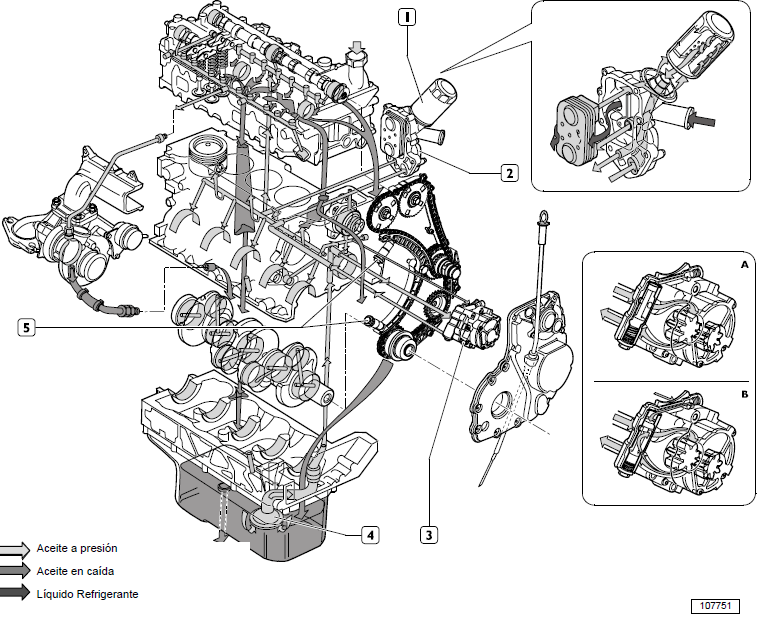 1
2
A
5
B
3
4
Aceite a presión
Aceite en caída
Líquido Refrigerante
107751